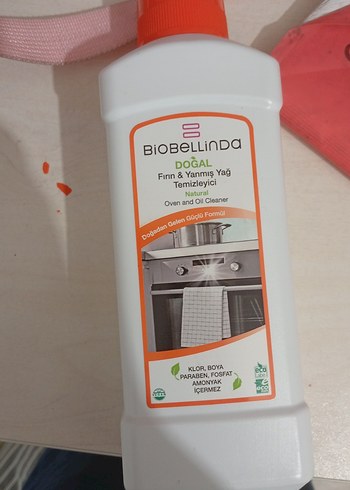 BIOBELLINDA
DOĞAL
Fırın & Yanmış Yağ
Temizleyici
Natural
Oven and Oil Cleaner
Doğadan Gelen Güçlü Formül
KLOR, BOYA
PARABEN, FOSFAT
AMONYAK
İÇERMEZ
eco